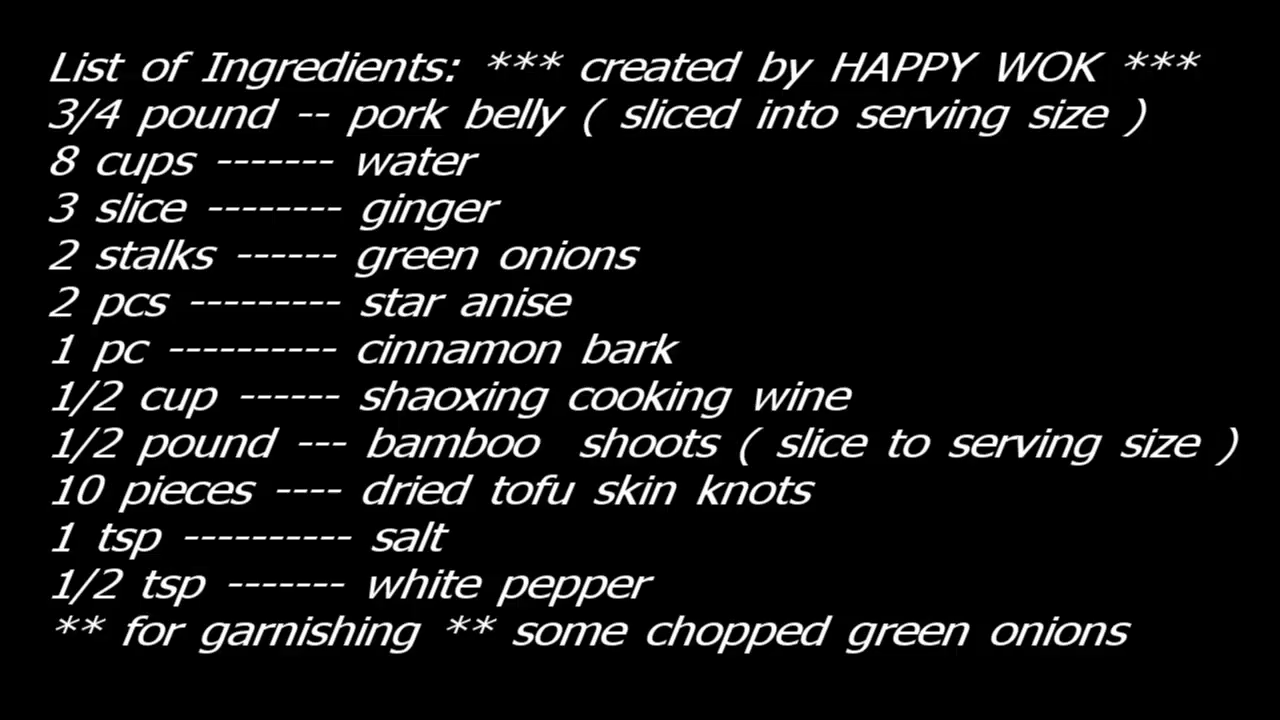 List of Ingredients: *** created by HAPPY WOK ***
3/4 pound -- pork belly ( sliced into serving size )
8 cups ------- water
3 slice -------- ginger
2 stalks ------ green onions
2 pcs --------- star anise
1 pc ---------- cinnamon bark
1/2 cup ------ shaoxing cooking wine
1/2 pound --- bamboo  shoots ( slice to serving size )
10 pieces ---- dried tofu skin knots
1 tsp ---------- salt
1/2 tsp ------- white pepper
** for garnishing ** some chopped green onions